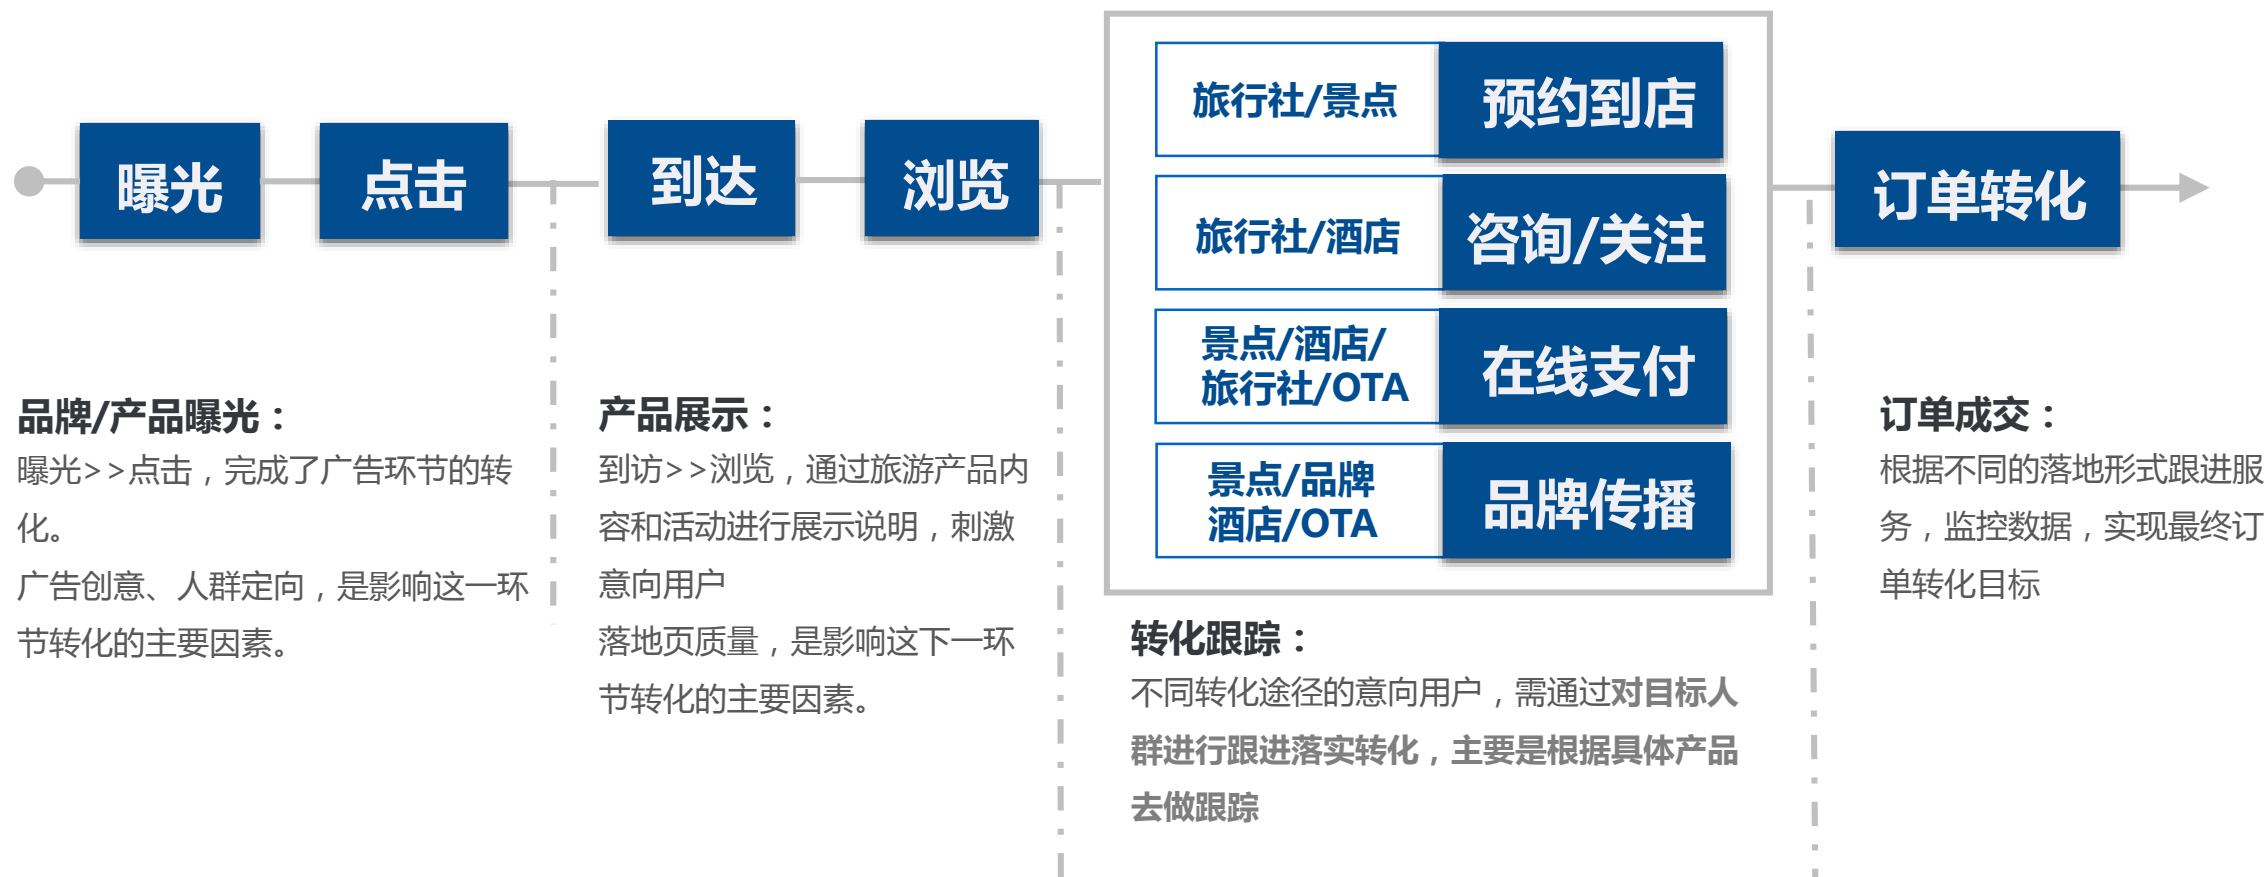 曝光
点击
到达
浏览
旅行社/景点
预约到店
旅行社/酒店
咨询/关注
景点/酒店/
旅行社/OTA
在线支付
景点/品牌
酒店/OTA
品牌传播
订单转化
品牌/产品曝光：
曝光>>点击，完成了广告环节的转
化。
广告创意、人群定向，是影响这一环
节转化的主要因素。
产品展示：
到访>>浏览，通过旅游产品内
容和活动进行展示说明，刺激
意向用户
落地页质量，是影响这下一环
节转化的主要因素。
转化跟踪：
不同转化途径的意向用户，需通过对目标人
群进行跟进落实转化，主要是根据具体产品
去做跟踪
订单成交：
根据不同的落地形式跟进服
务，监控数据，实现最终订
单转化目标